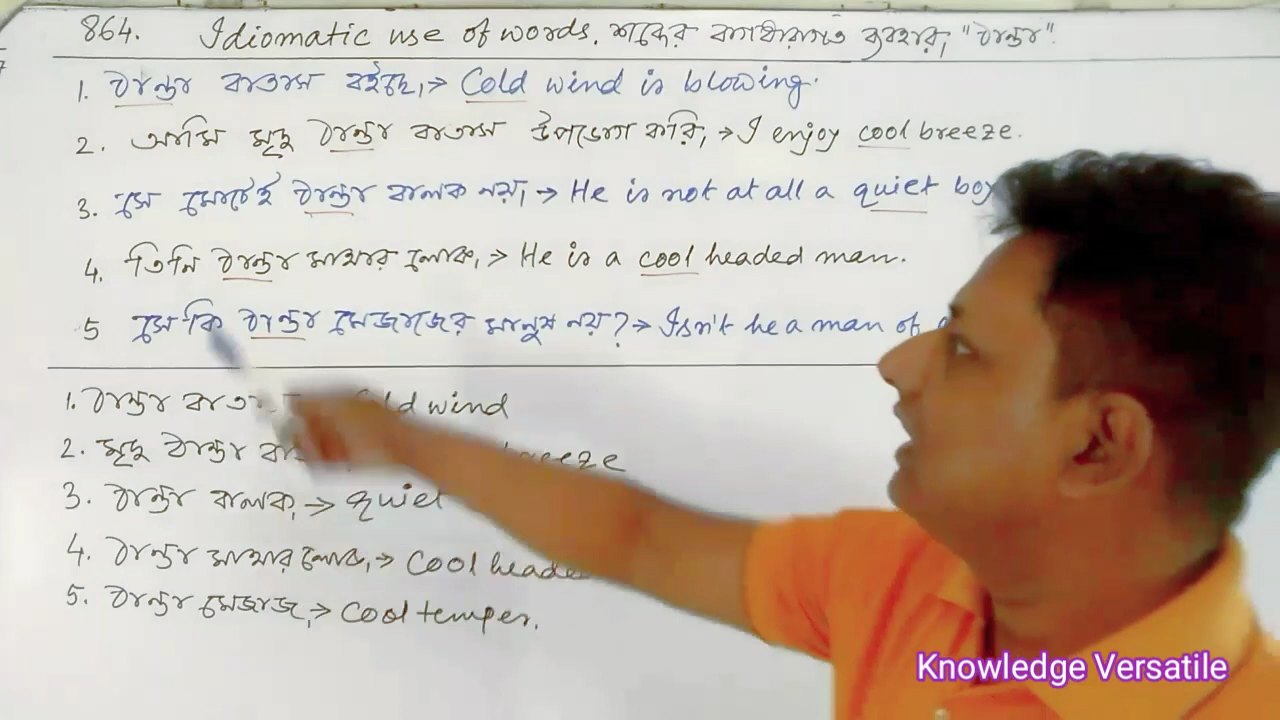 864. Idiomatic use of words. শব্দের বাগধারাগত ব্যবহার, "ঠান্ডা".
1. ঠান্ডা বাতাস বইছে, → Cold wind is blowing.
2. আমি মৃদু ঠান্ডা বাতাস উপভোগ করি, → I enjoy cool breeze.
3. সে মোটেই ঠান্ডা বালক নয়, → He is not at all a quiet boy
4. তিনি ঠান্ডা মাথার লোক, → He is a cool headed man.
5 সে কি ঠান্ডা মেজাজের মানুষ নয়? → Isn't he a man of
1. ঠান্ডা wind
2. মৃদু ঠান্ডা
3. ঠান্ডা বালক, → quiet
4. ঠান্ডা মাথার লোক, → Cool
5. ঠান্ডা মেজাজ, → Cool temper.
Knowledge Versatile